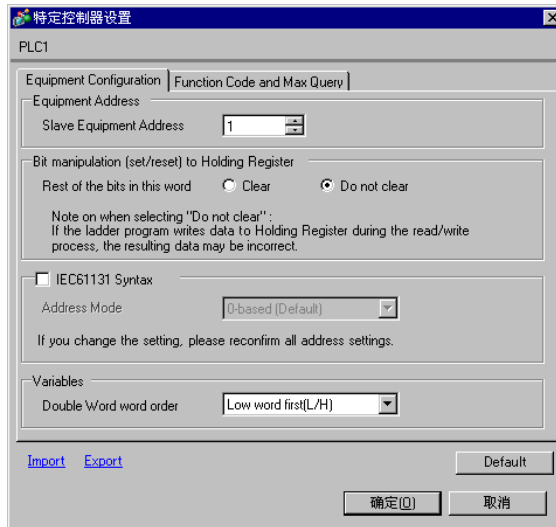 特定控制器设置
PLC1
Equipment Configuration
Function Code and Max Query
Equipment Address
Slave Equipment Address
1
Bit manipulation (set/reset) to Holding Register
Rest of the bits in this word
Clear
Do not clear
Note on when selecting "Do not clear" :
If the ladder program writes data to Holding Register during the read/write
process, the resulting data may be incorrect.
IEC61131 Syntax
Address Mode
0-based (Default)
If you change the setting, please reconfirm all address settings.
Variables
Double Word word order
Low word first(L/H)
Import
Export
Default
确定(O)
取消